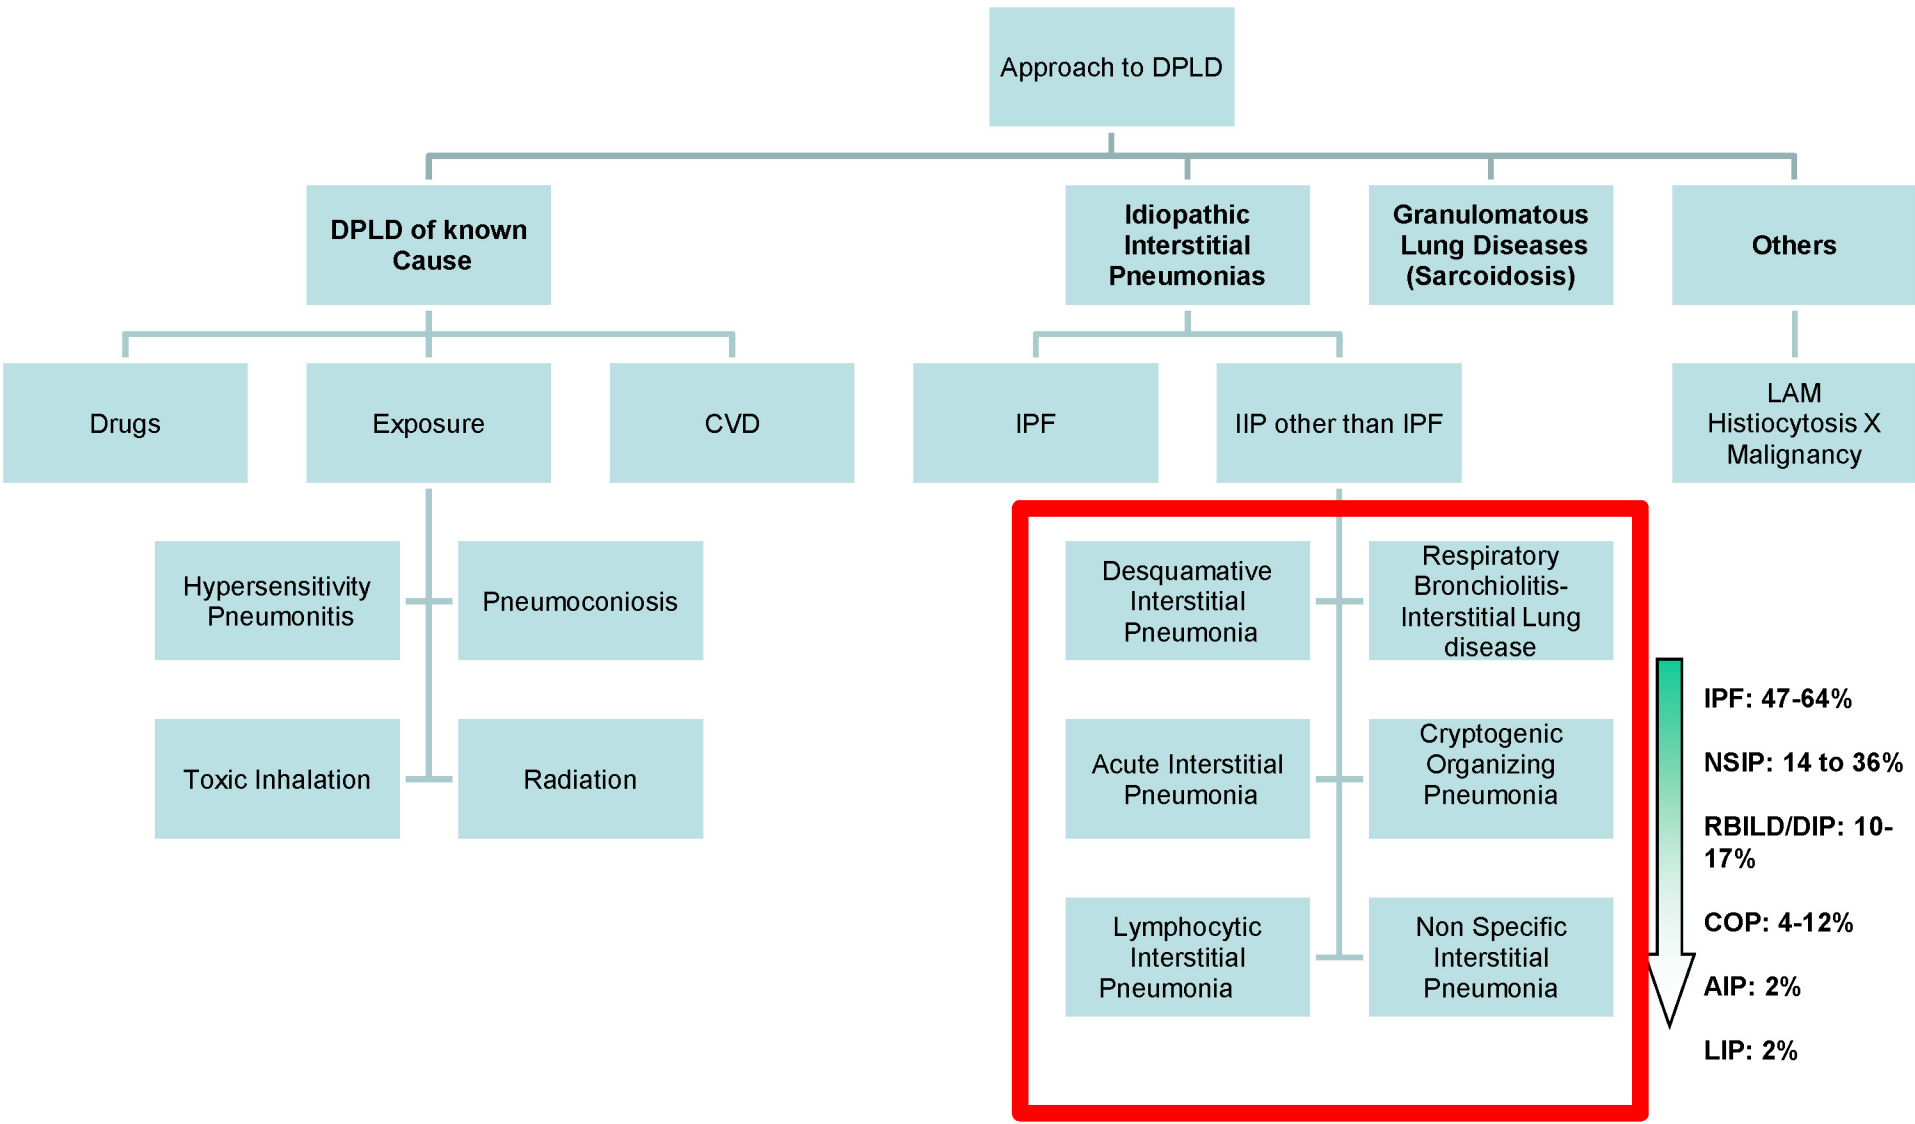 Approach to DPLD
DPLD of known
Cause
Idiopathic
Interstitial
Pneumonias
Granulomatous
Lung Diseases
(Sarcoidosis)
Others
Drugs
Exposure
CVD
IPF
IIP other than IPF
LAM
Histiocytosis X
Malignancy
Hypersensitivity
Pneumonitis
Pneumoconiosis
Desquamative
Interstitial
Pneumonia
Respiratory
Bronchiolitis-
Interstitial Lung
disease
Toxic Inhalation
Radiation
Acute Interstitial
Pneumonia
Cryptogenic
Organizing
Pneumonia
Lymphocytic
Interstitial
Pneumonia
Non Specific
Interstitial
Pneumonia
IPF: 47-64%
NSIP: 14 to 36%
RBILD/DIP: 10-
17%
COP: 4-12%
AIP: 2%
LIP: 2%